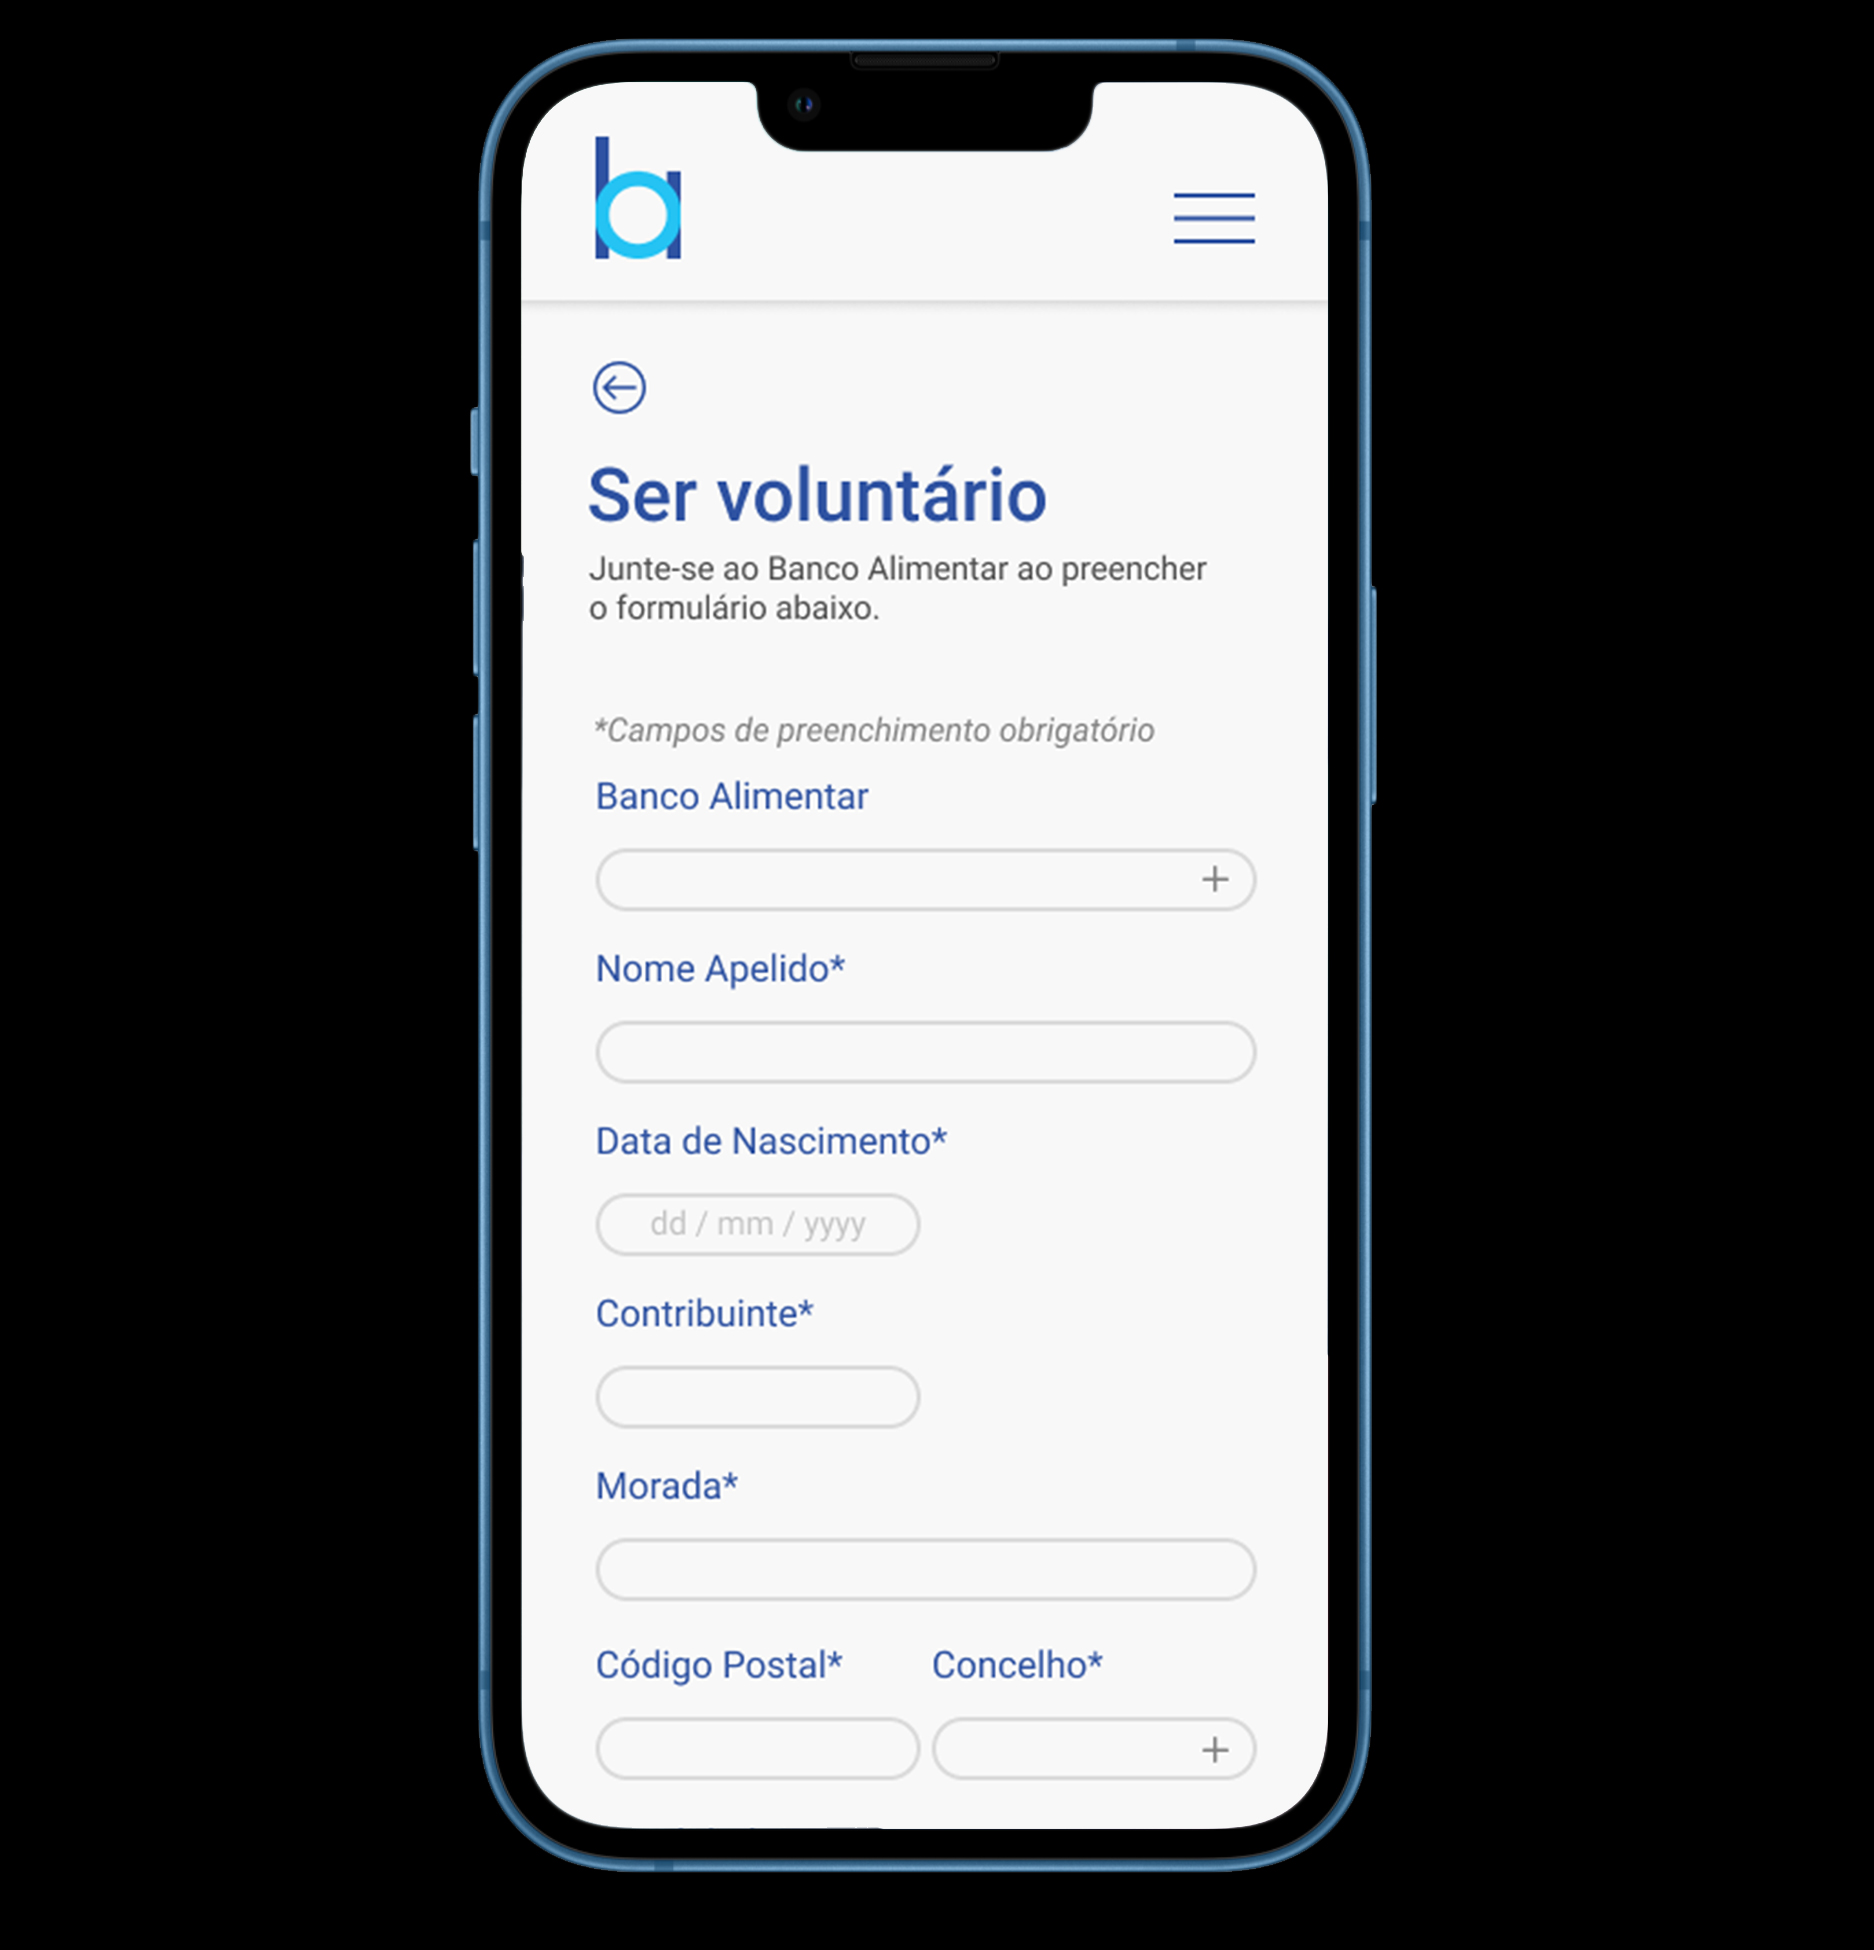 ba
Ser voluntário
Junte-se ao Banco Alimentar ao preencher
o formulário abaixo.
*Campos de preenchimento obrigatório
Banco Alimentar
+
Nome Apelido*
Data de Nascimento*
dd / mm / yyyy
Contribuinte*
Morada*
Código Postal* Concelho*
+